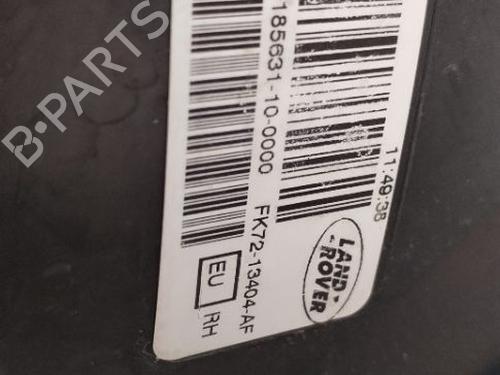 B-PARTS
185631-10-0000
11:49:38
FK72-13404-AF
EU RH
LAND
ROVER